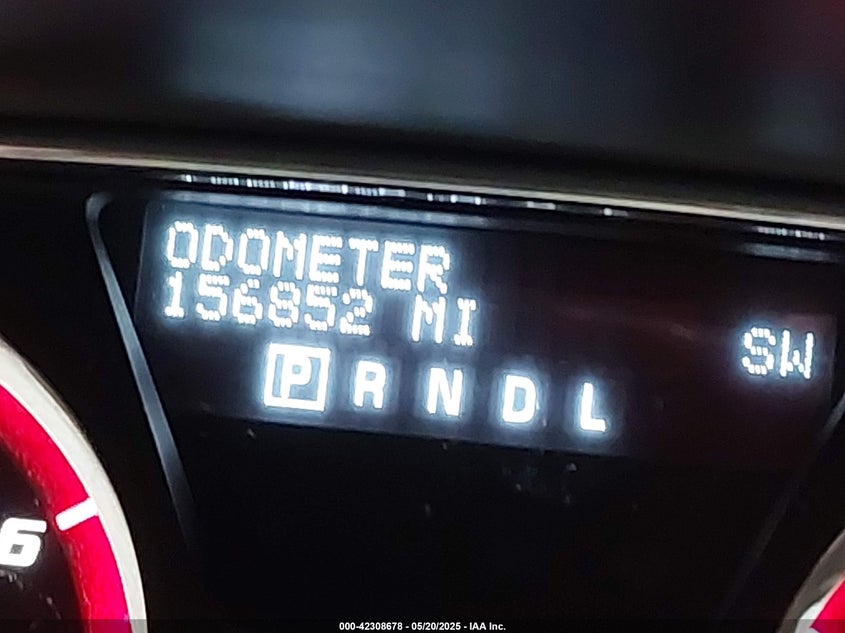 ODOMETER
156852 MI
SW
P R N D L
6
000-42308678 - 05/20/2025 - IAA Inc.